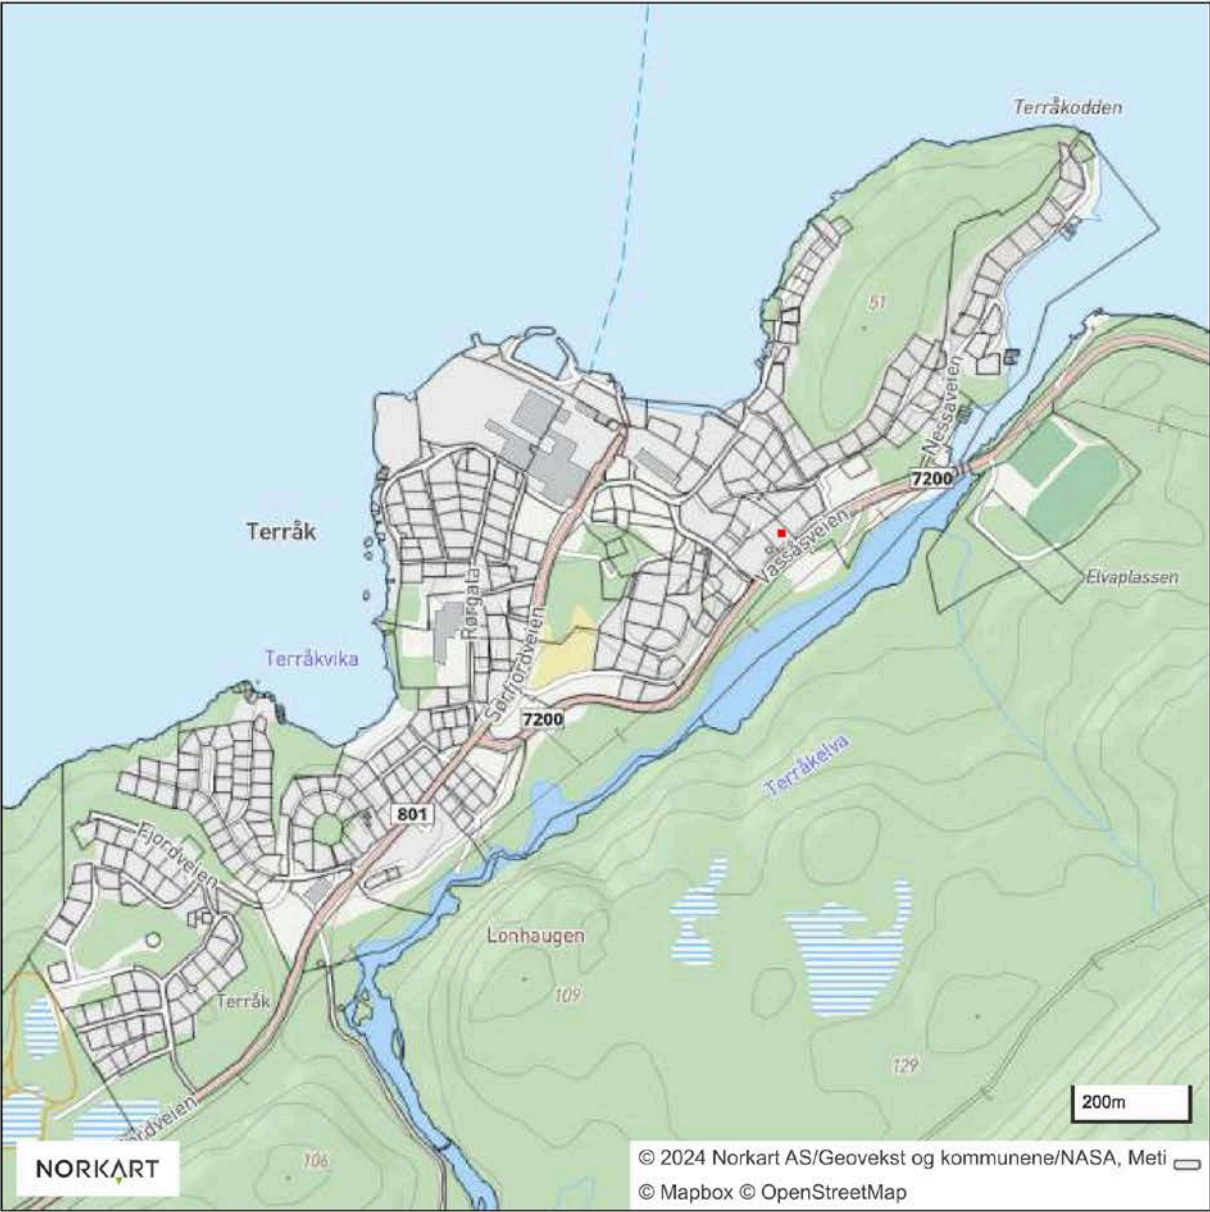 Terråkodden
51
Nessaveien
7200
Terråk
Vassåsveien
Elvaplassen
Rørgata
Terråkvika
Sørfjordveien
7200
Terråkelva
801
Fjordveien
Lonhaugen
109
Terråk
129
200m
106
NORKART
© 2024 Norkart AS/Geovekst og kommunene/NASA, Meti
© Mapbox © OpenStreetMap